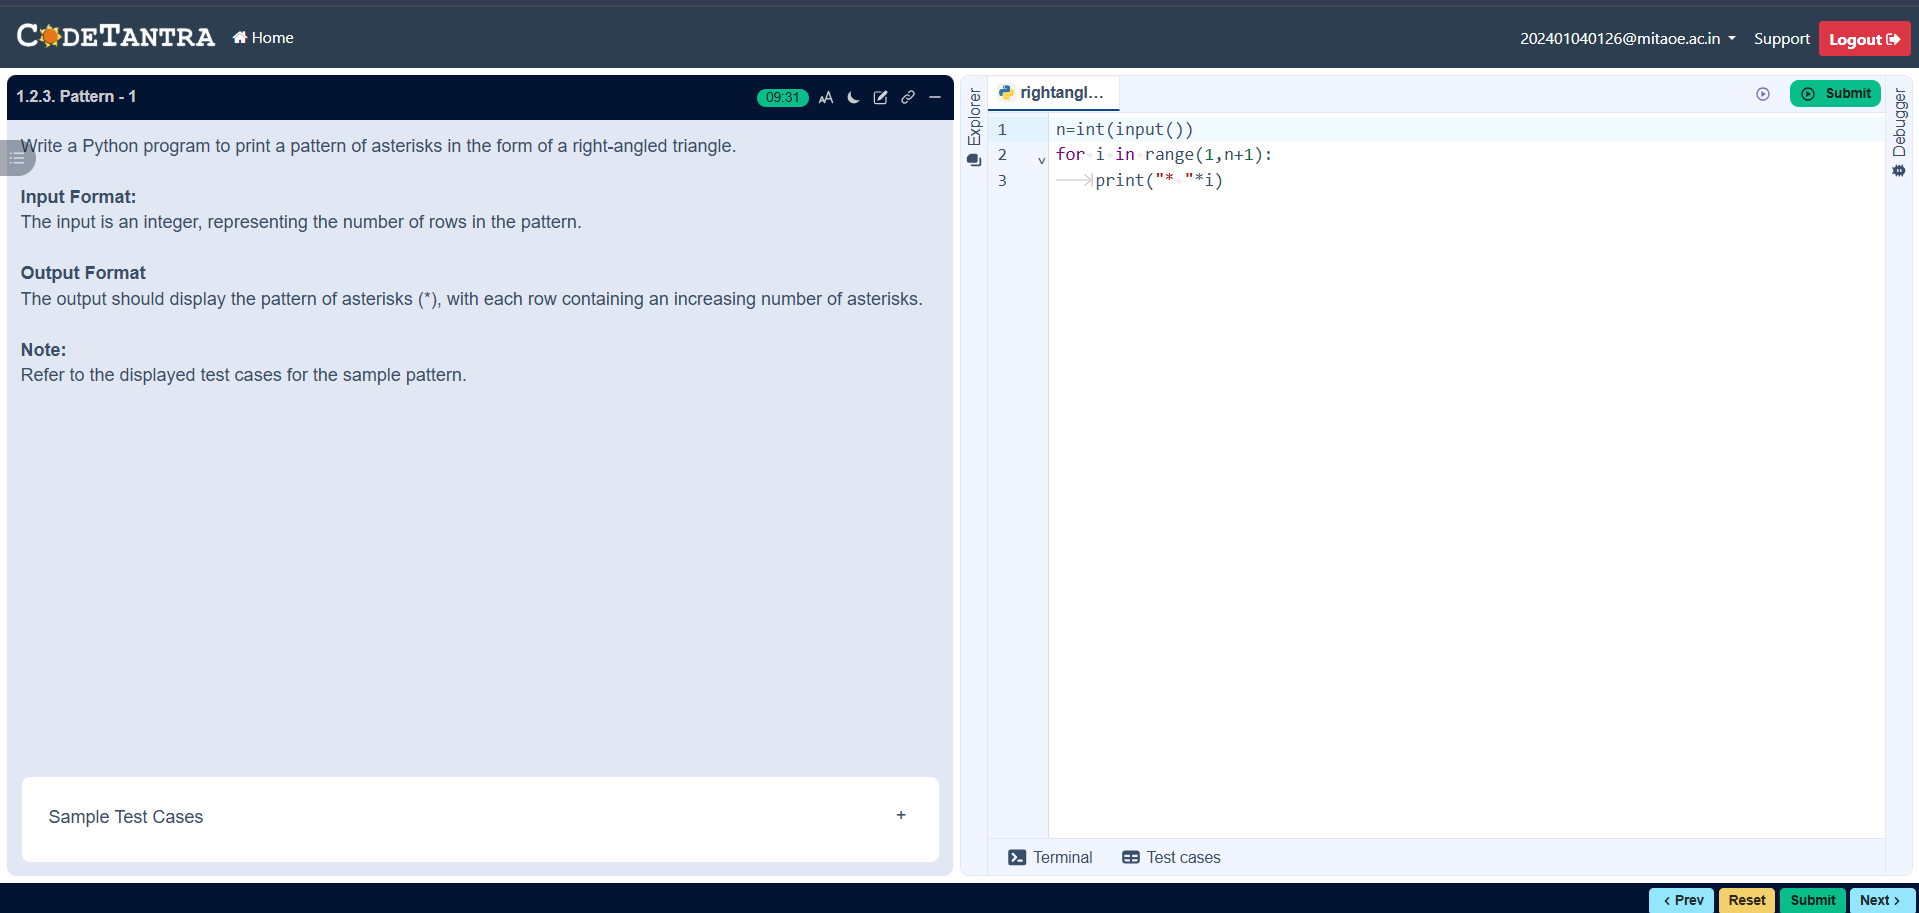 CODETANTRA Home
202401040126@mitaoe.ac.in Support Logout
1.2.3. Pattern - 1
09:31
Write a Python program to print a pattern of asterisks in the form of a right-angled triangle.
Input Format:
The input is an integer, representing the number of rows in the pattern.
Output Format
The output should display the pattern of asterisks (*), with each row containing an increasing number of asterisks.
Note:
Refer to the displayed test cases for the sample pattern.
Sample Test Cases +
Explorer
rightangl...
Submit
1 n=int(input())
2 for i in range(1,n+1):
3 print("* "*i)
Debugger
Terminal Test cases
< Prev Reset Submit Next >